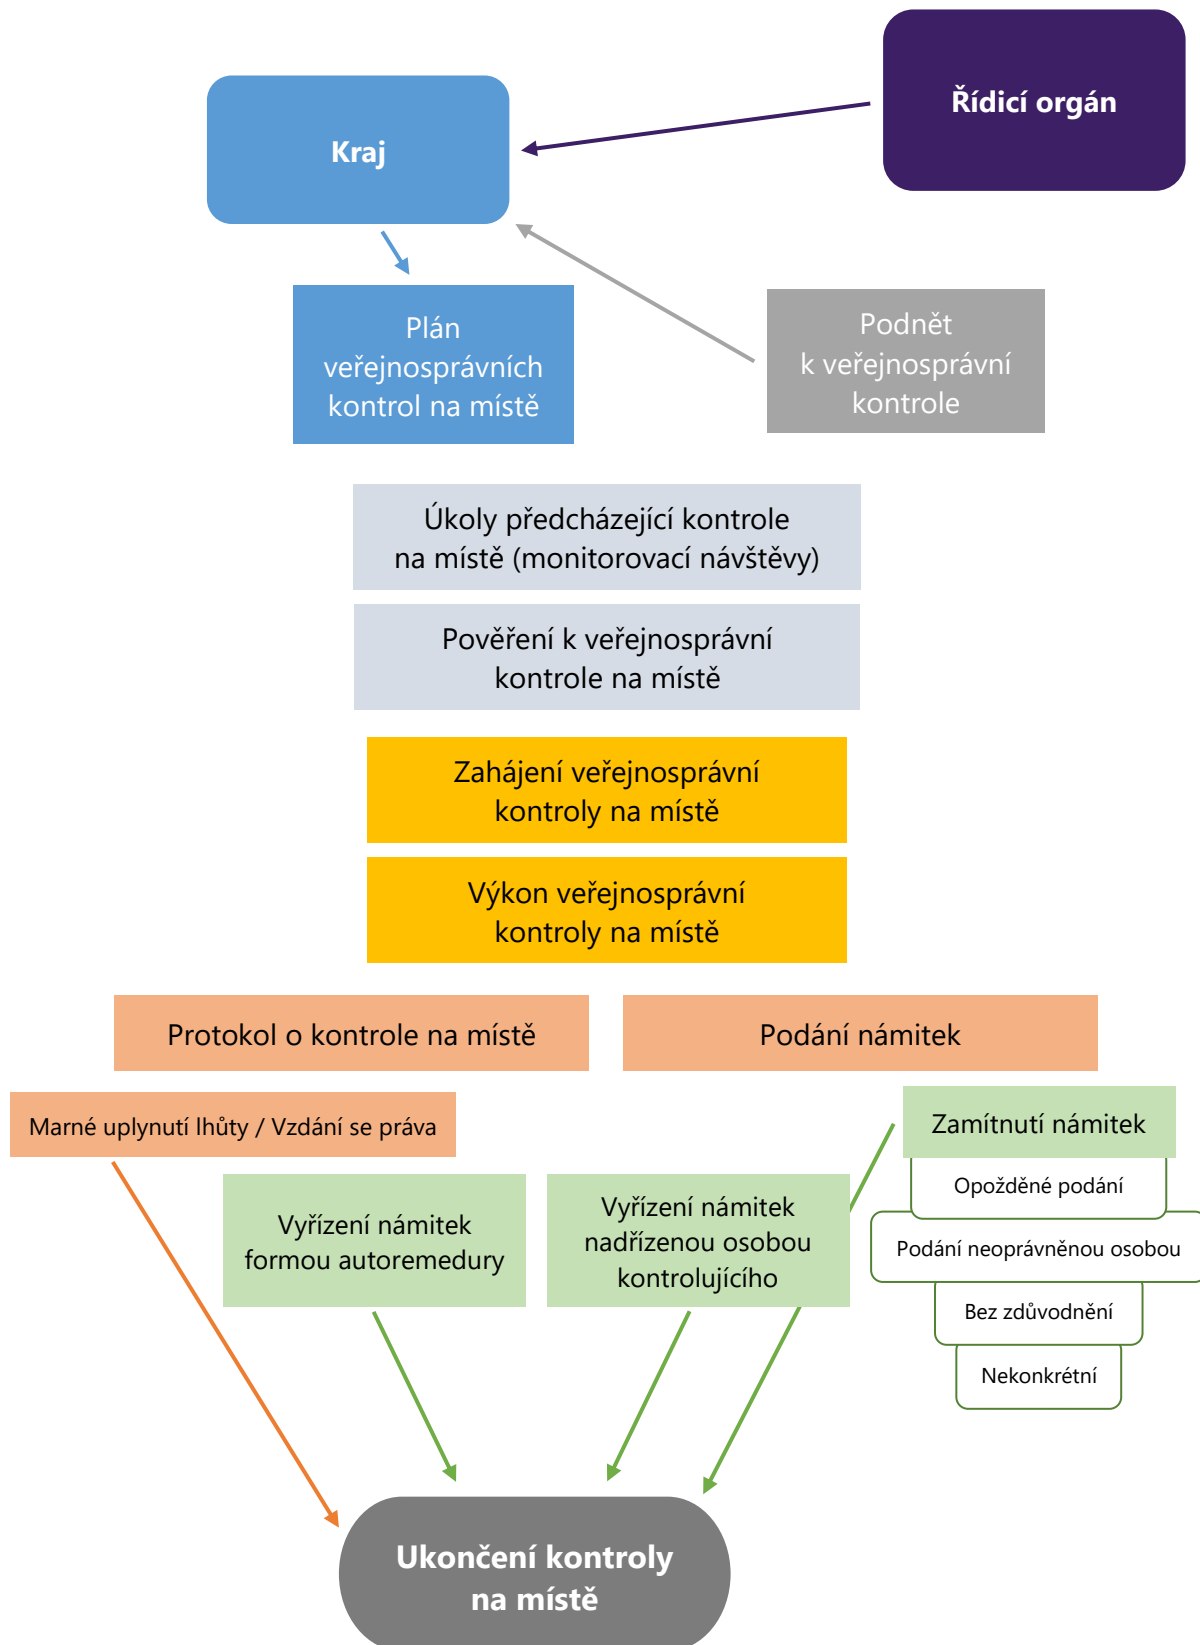 Řídicí orgán
Kraj
Plán
veřejnosprávních
kontrol na místě
Podnět
k veřejnosprávní
kontrole
Úkoly předcházející kontrole
na místě (monitorovací návštěvy)
Pověření k veřejnosprávní
kontrole na místě
Zahájení veřejnosprávní
kontroly na místě
Výkon veřejnosprávní
kontroly na místě
Protokol o kontrole na místě
Podání námitek
Marné uplynutí lhůty / Vzdání se práva
Zamítnutí námitek
Opožděné podání
Podání neoprávněnou osobou
Bez zdůvodnění
Nekonkrétní
Vyřízení námitek
formou autoremedury
Vyřízení námitek
nadřízenou osobou
kontrolujícího
Ukončení kontroly
na místě